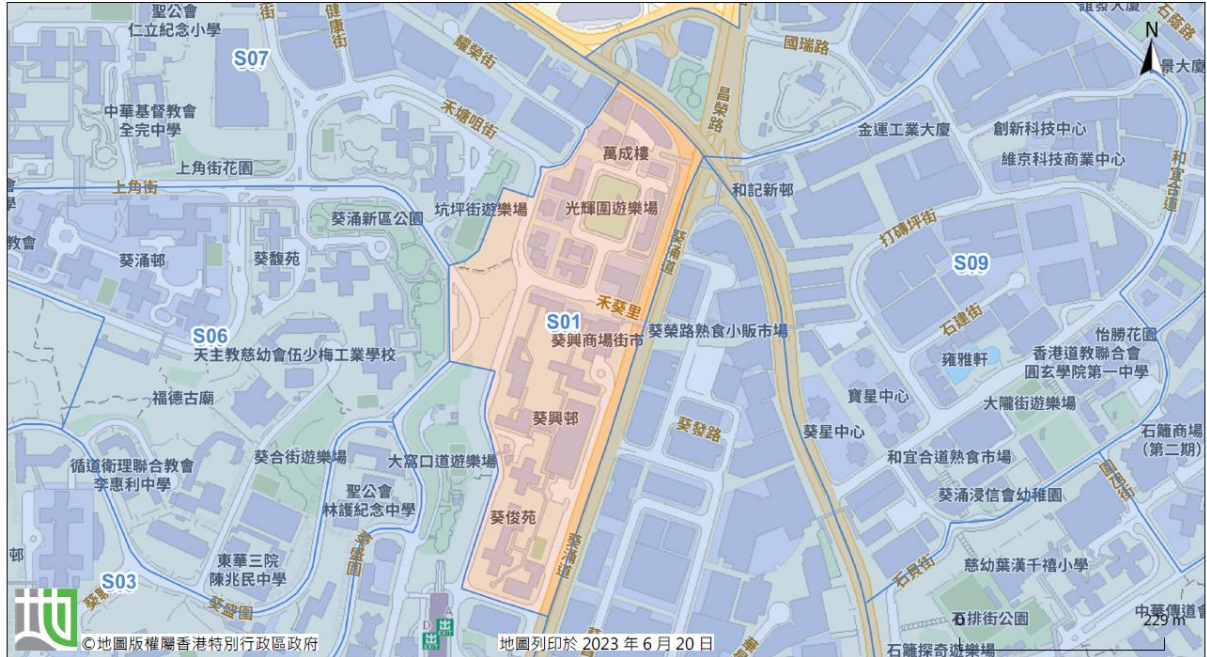 聖公會
仁立紀念小學
S07
健康街
國瑞路
N
景大廈
中華基督教會
全完中學
禾塘咀街
昌榮路
萬成樓
金運工業大廈
創新科技中心
維京科技商業中心
和宜合道
上角街花園
上角街
坑坪街遊樂場
光輝圍遊樂場
和記新邨
葵涌新區公園
打磚坪街
葵涌邨
葵馥苑
葵涌道
S09
禾葵里
S01
葵興商場街市
葵榮路熟食小販市場
石建街
S06
天主教慈幼會伍少梅工業學校
雍雅軒
怡勝花園
香港道教聯合會
圓玄學院第一中學
福德古廟
寶星中心
大隴街遊樂場
葵興邨
葵發路
葵星中心
石籬商場
(第二期)
葵合街遊樂場
大窩口道遊樂場
循道衛理聯合教會
李惠利中學
和宜合道熟食市場
聖公會
林護紀念中學
葵涌浸信會幼稚園
葵俊苑
葵盛圍
葵涌道
東華三院
陳兆民中學
石貝街
慈幼葉漢千禧小學
S03
葵盛圍
石排街公園
A
D
0
229 m
©地圖版權屬香港特別行政區政府
地圖列印於 2023 年 6 月 20 日
石籬探奇遊樂場